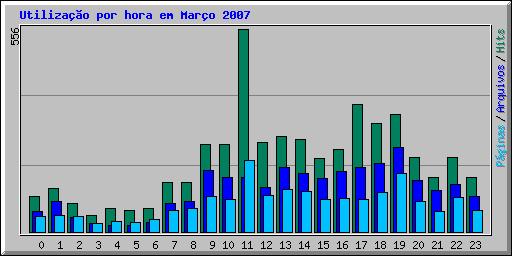 Utilização por hora em Março 2007
556
Páginas / Arquivos / Hits
0 1 2 3 4 5 6 7 8 9 10 11 12 13 14 15 16 17 18 19 20 21 22 23